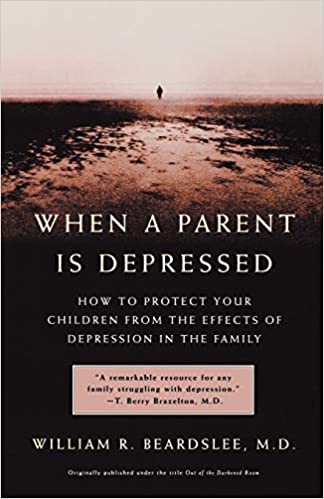 WHEN A PARENT
IS DEPRESSED
HOW TO PROTECT YOUR
CHILDREN FROM THE EFFECTS OF
DEPRESSION IN THE FAMILY
"A remarkable resource for any
family struggling with depression."
—T. Berry Brazelton, M.D.
WILLIAM R. BEARDSLEE, M.D.
Originally published under the title Out of the Darkened Room